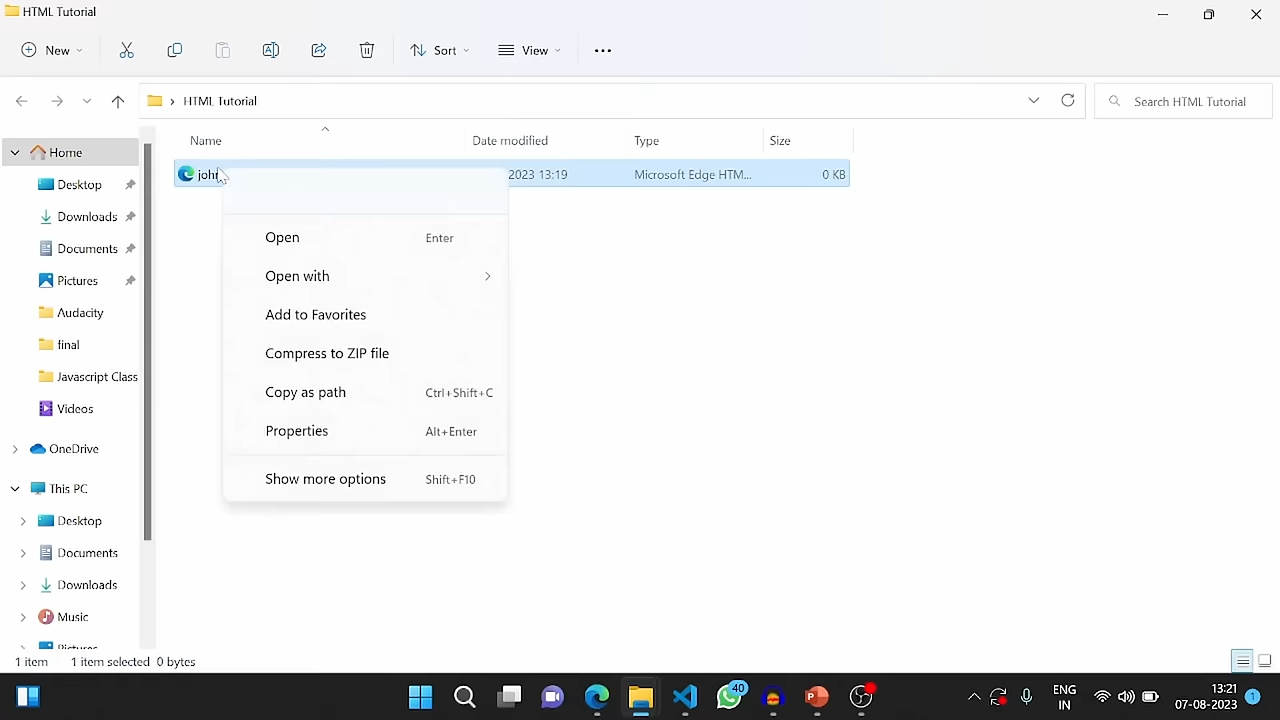 HTML Tutorial
New
Sort
View
HTML Tutorial
Search HTML Tutorial
Name
Date modified
Type
Size
Home
2023 13:19
Microsoft Edge HTM...
0 KB
Desktop
Downloads
Documents
Pictures
Audacity
final
Javascript Class
Videos
OneDrive
This PC
Desktop
Documents
Downloads
Music
Open Enter
Open with
Add to Favorites
Compress to ZIP file
Copy as path Ctrl+Shift+C
Properties Alt+Enter
Show more options Shift+F10
1 item 1 item selected 0 bytes
40
ENG
IN
13:21
07-08-2023
1